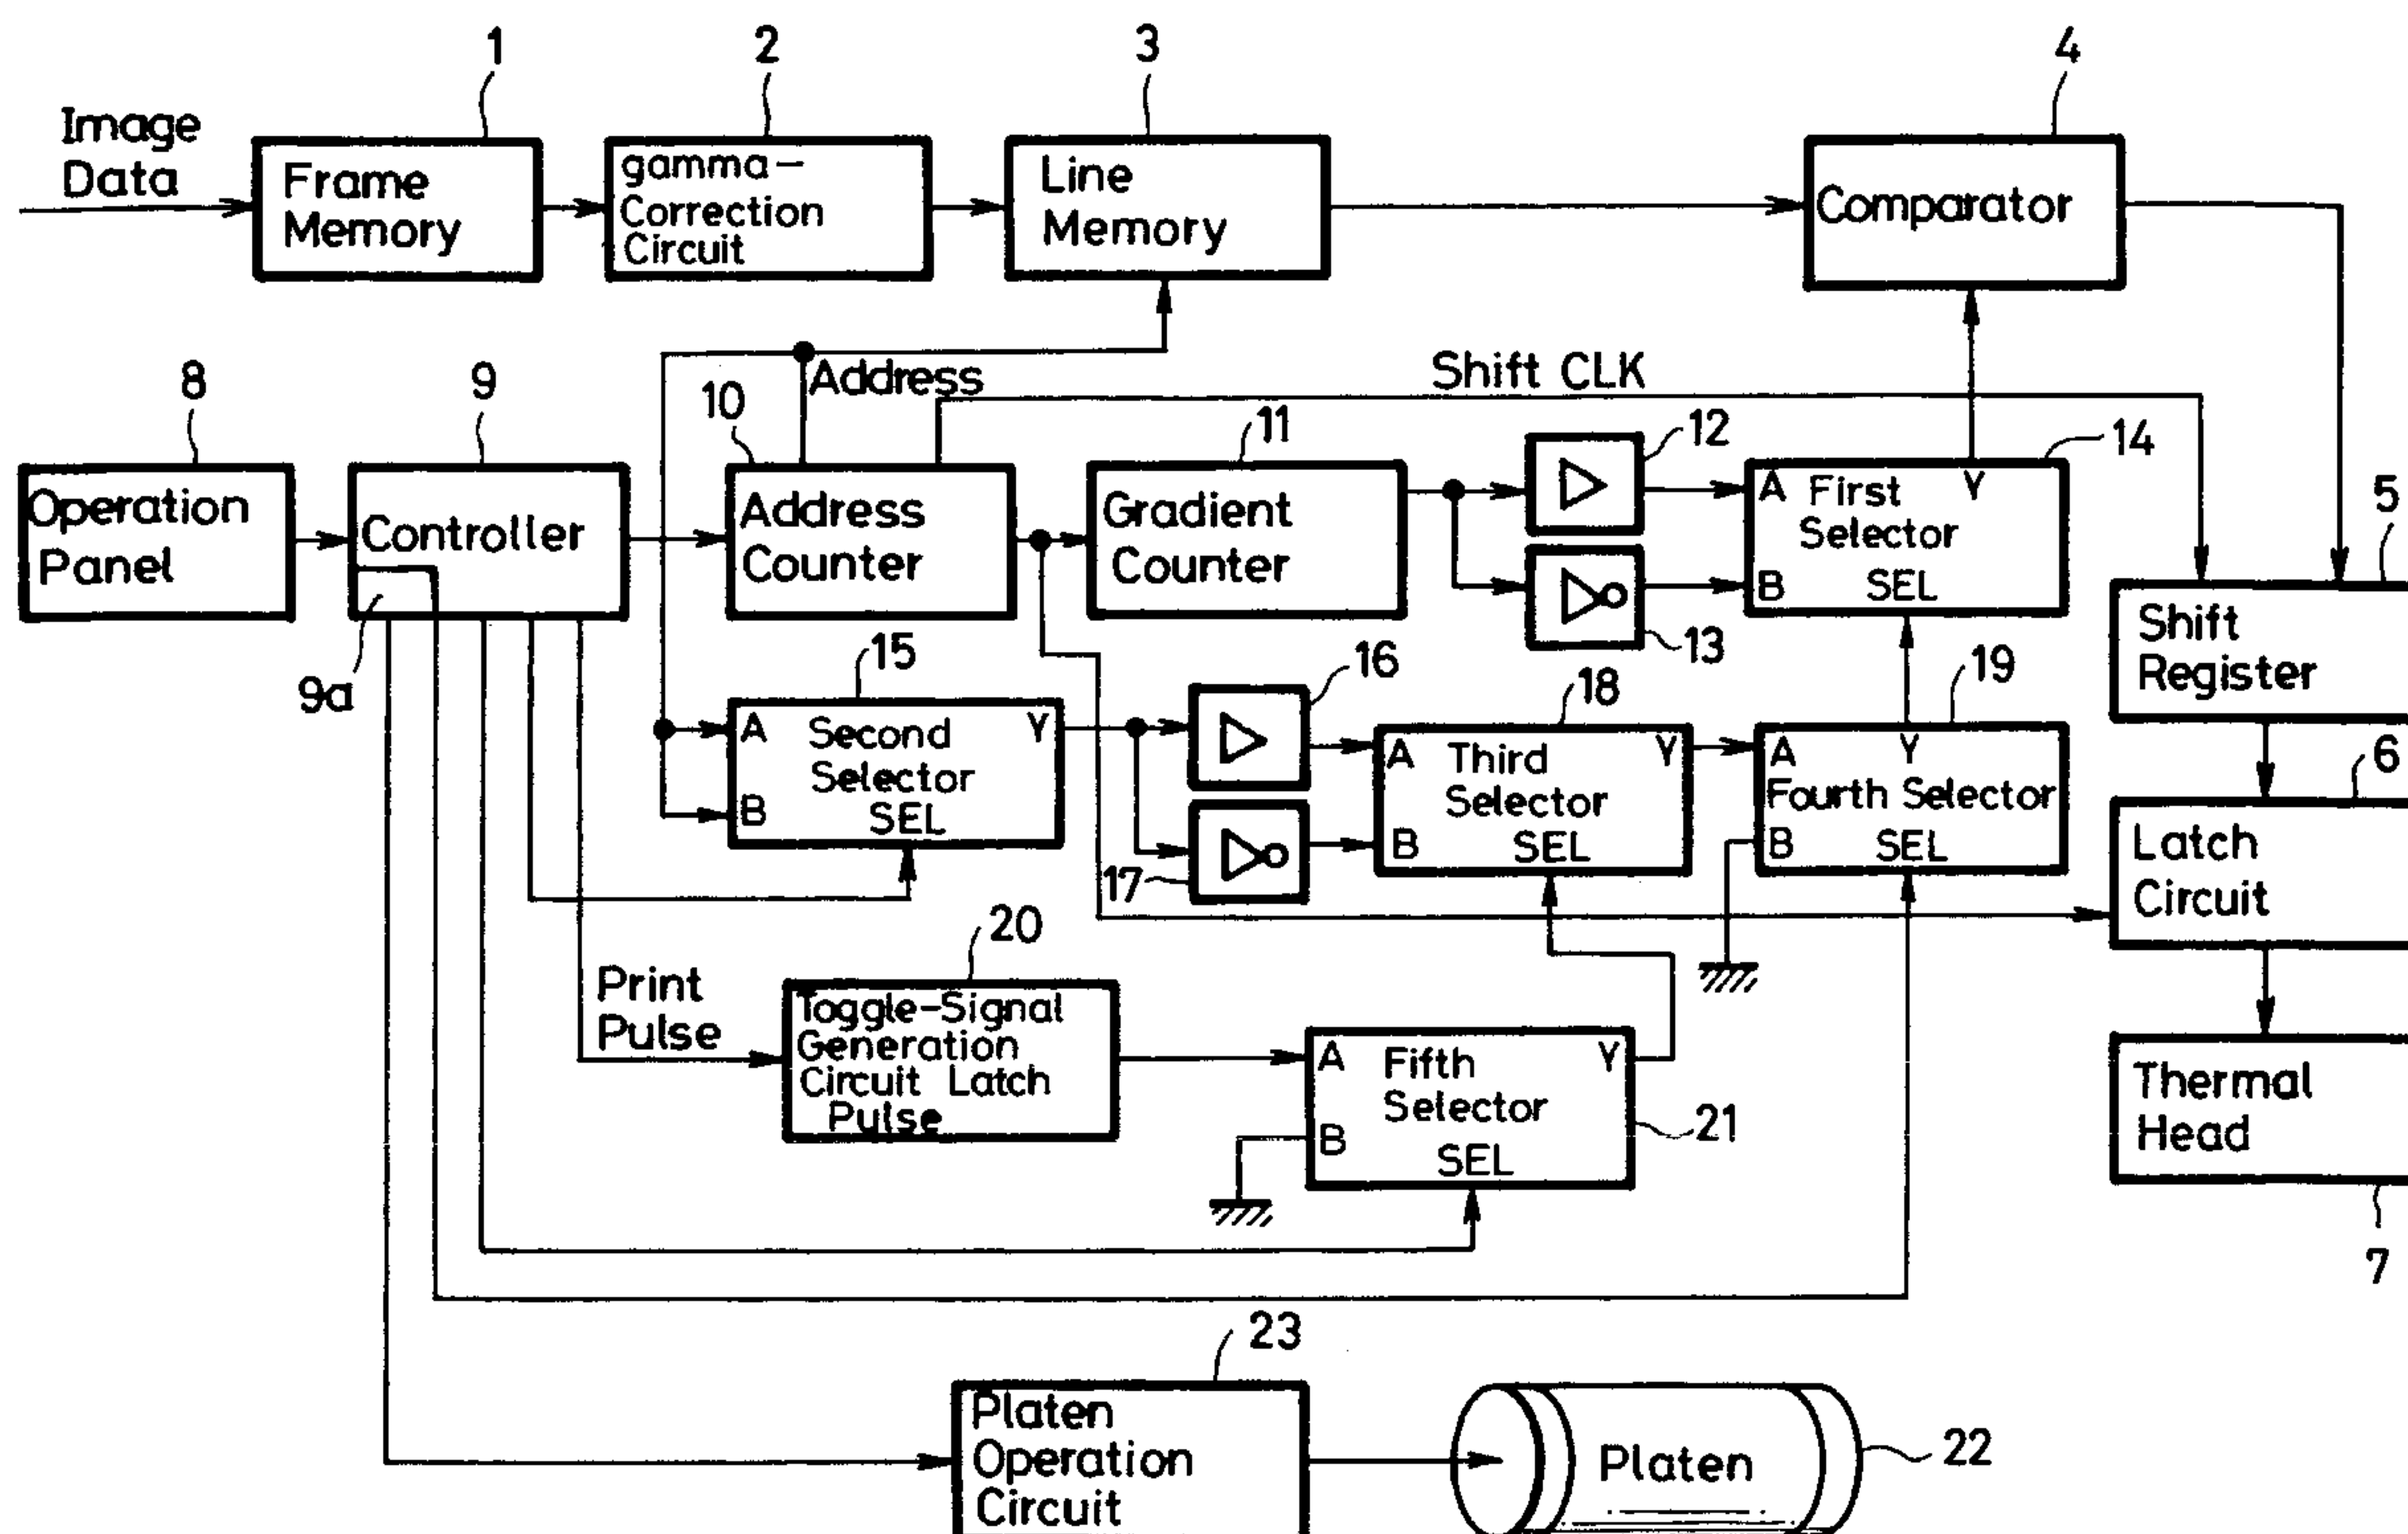 1
2
3
4
Image
Data
Frame
Memory
gamma-
Correction
Circuit
Line
Memory
Comparator
Address
Shift CLK
8
9
10
11
12
14
5
Operation
Panel
Controller
Address
Counter
Gradient
Counter
A First Y
Selector
B SEL
13
9a
15
16
18
19
Shift
Register
A Second Y
Selector
B SEL
17
A Third Y
Selector
B SEL
A Y
Fourth Selector
B SEL
6
Latch
Circuit
Print
Pulse
20
Toggle-Signal
Generation
Circuit Latch
Pulse
A Fifth Y
Selector
B SEL
21
Thermal
Head
7
23
Platen
Operation
Circuit
Platen
22